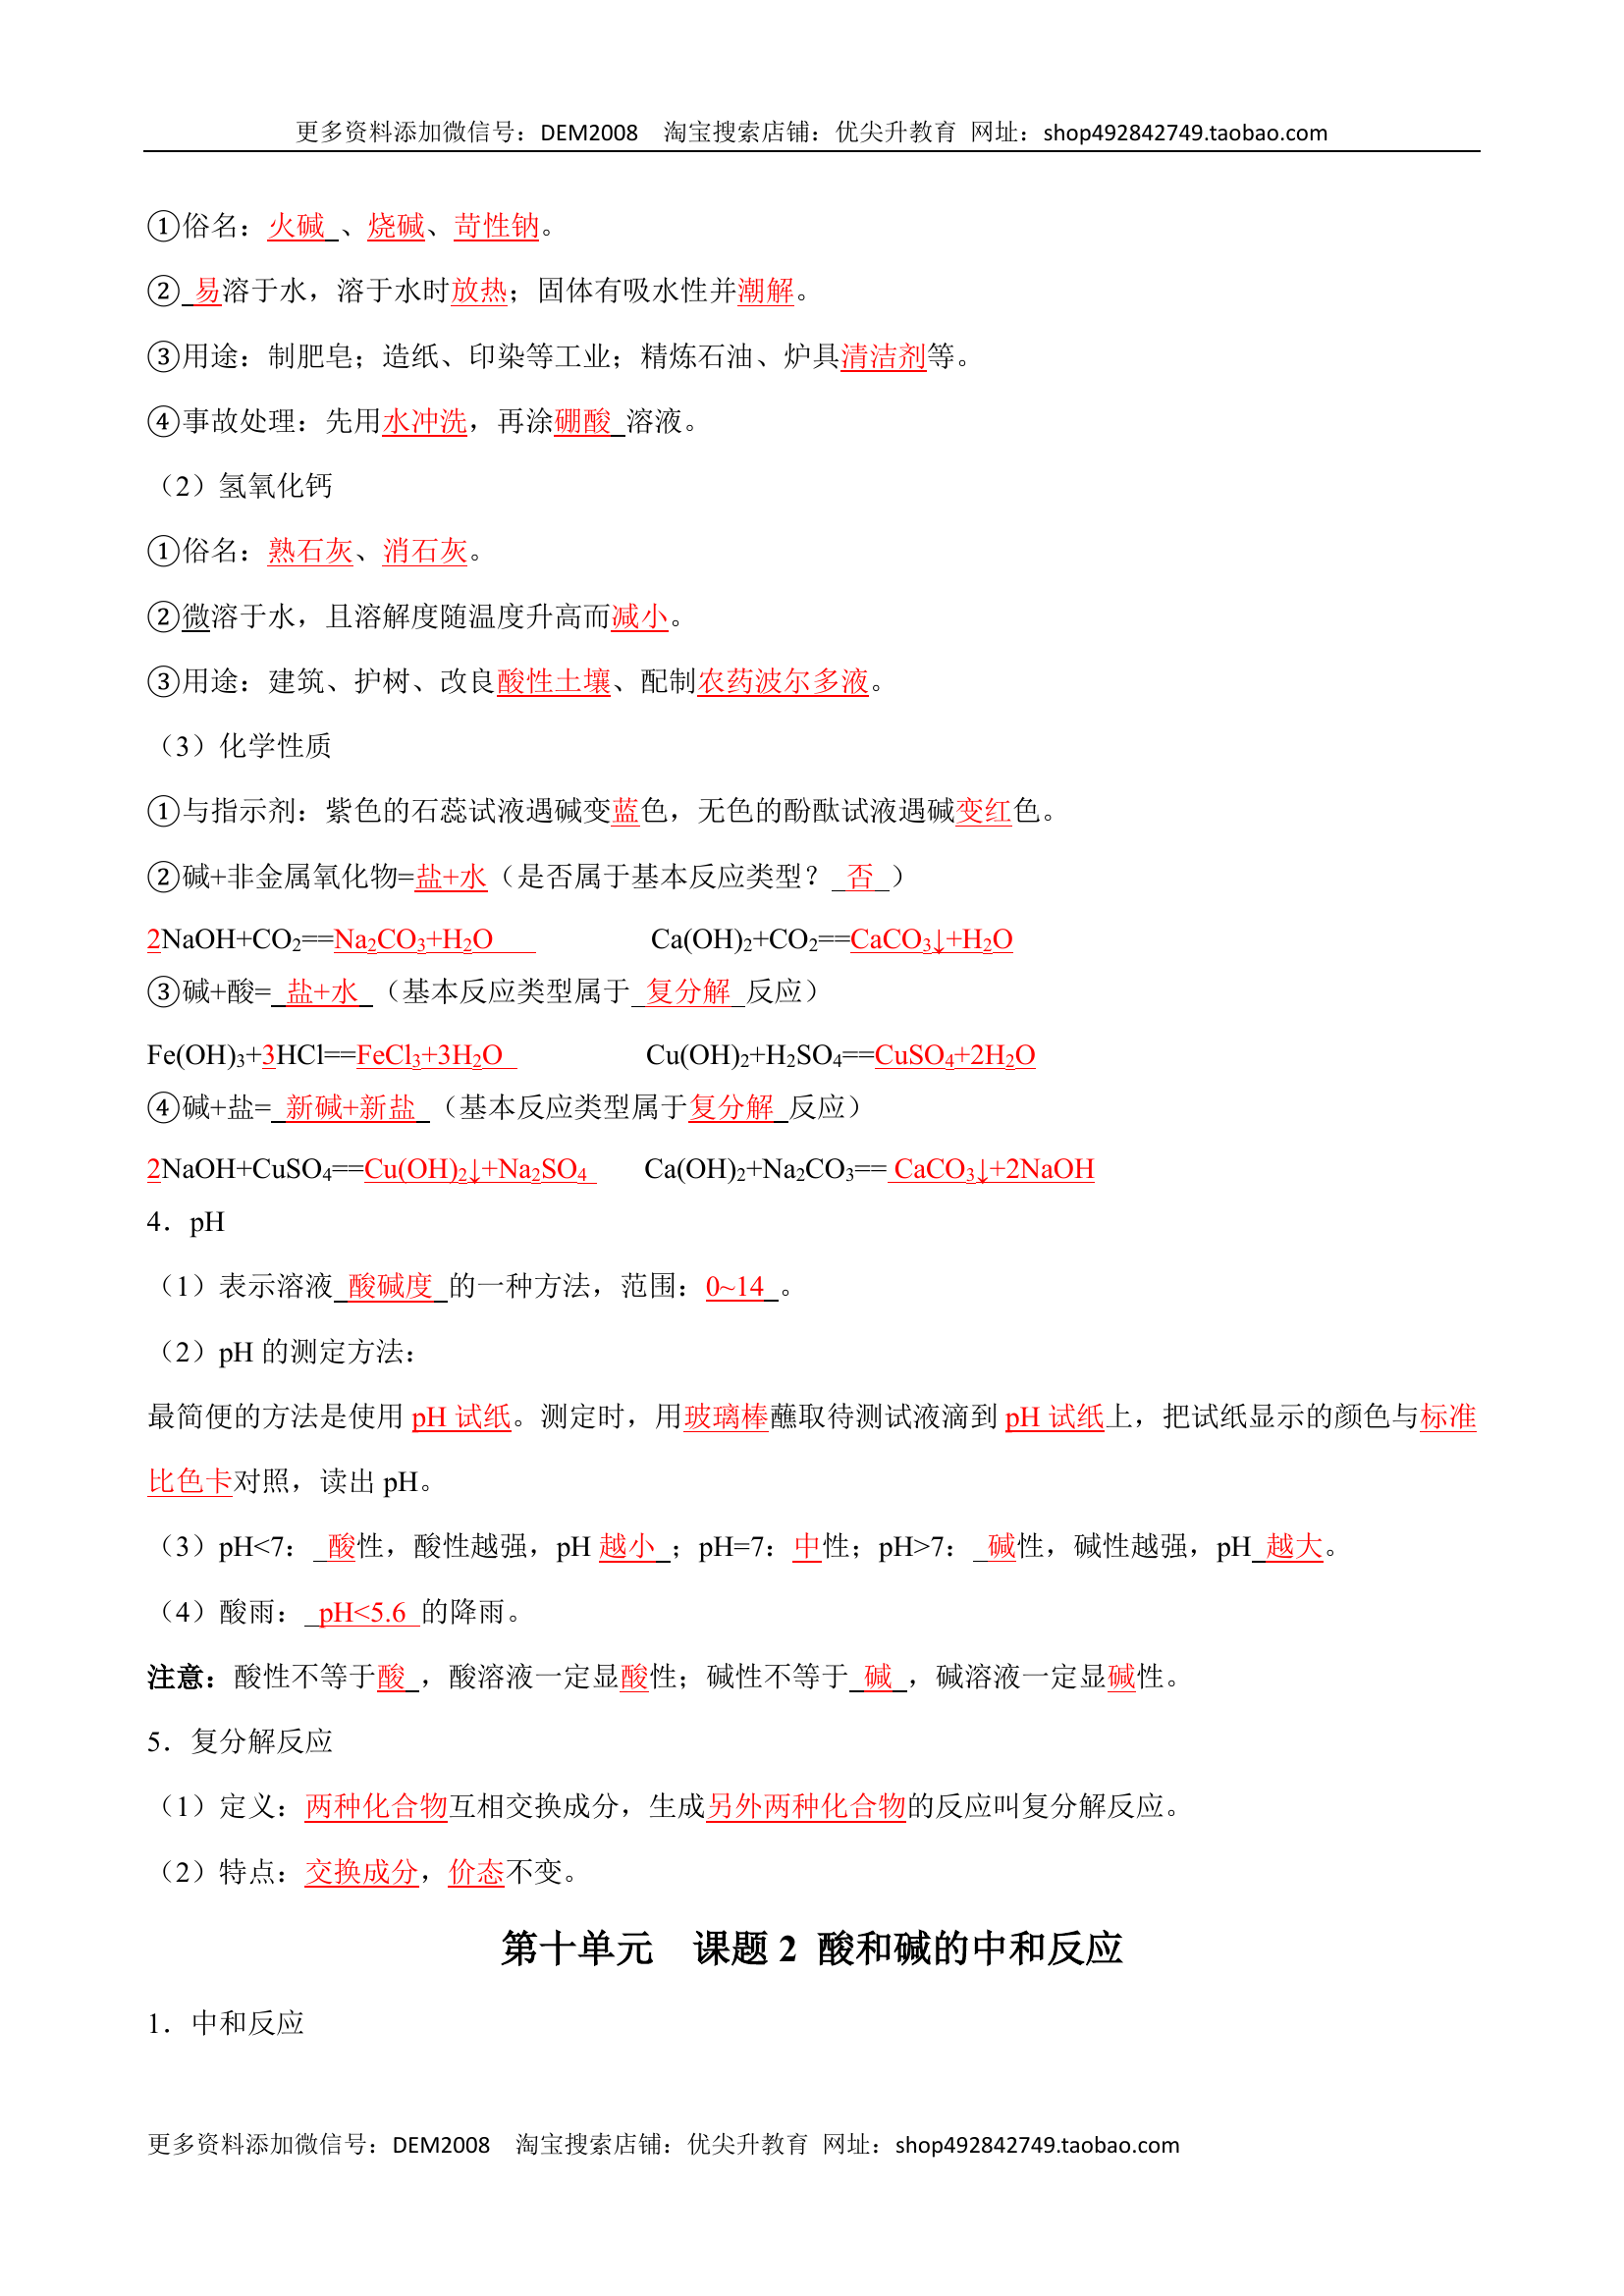 更多资料添加微信号：DEM2008 淘宝搜索店铺：优尖升教育 网址：shop492842749.taobao.com
①俗名：火碱 、烧碱、苛性钠。
② 易溶于水，溶于水时放热；固体有吸水性并潮解。
③用途：制肥皂；造纸、印染等工业；精炼石油、炉具清洁剂等。
④事故处理：先用水冲洗，再涂硼酸 溶液。
（2）氢氧化钙
①俗名：熟石灰、消石灰。
②微溶于水，且溶解度随温度升高而减小。
③用途：建筑、护树、改良酸性土壤、配制农药波尔多液。
（3）化学性质
①与指示剂：紫色的石蕊试液遇碱变蓝色，无色的酚酞试液遇碱变红色。
②碱+非金属氧化物=盐+水（是否属于基本反应类型？ 否 ）
2NaOH+CO₂==Na₂CO₃+H₂O Ca(OH)₂+CO₂==CaCO₃↓+H₂O
③碱+酸= 盐+水 （基本反应类型属于 复分解 反应）
Fe(OH)₃+3HCl==FeCl₃+3H₂O Cu(OH)₂+H₂SO₄==CuSO₄+2H₂O
④碱+盐= 新碱+新盐 （基本反应类型属于复分解 反应）
2NaOH+CuSO₄==Cu(OH)₂↓+Na₂SO₄ Ca(OH)₂+Na₂CO₃== CaCO₃↓+2NaOH
4．pH
（1）表示溶液 酸碱度 的一种方法，范围：0~14 。
（2）pH 的测定方法：
最简便的方法是使用 pH 试纸。测定时，用玻璃棒蘸取待测试液滴到 pH 试纸上，把试纸显示的颜色与标准
比色卡对照，读出 pH。
（3）pH<7： 酸性，酸性越强，pH 越小 ；pH=7：中性；pH>7： 碱性，碱性越强，pH 越大。
（4）酸雨： pH<5.6 的降雨。
注意：酸性不等于酸 ，酸溶液一定显酸性；碱性不等于 碱 ，碱溶液一定显碱性。
5．复分解反应
（1）定义：两种化合物互相交换成分，生成另外两种化合物的反应叫复分解反应。
（2）特点：交换成分，价态不变。
第十单元 课题 2 酸和碱的中和反应
1．中和反应
更多资料添加微信号：DEM2008 淘宝搜索店铺：优尖升教育 网址：shop492842749.taobao.com